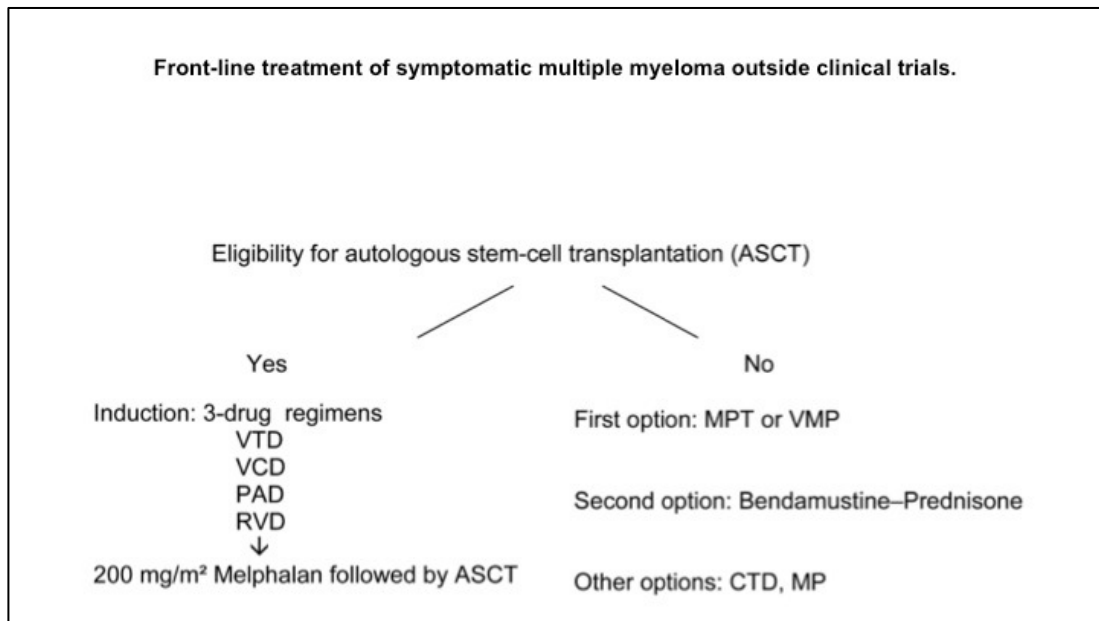 Front-line treatment of symptomatic multiple myeloma outside clinical trials.
Eligibility for autologous stem-cell transplantation (ASCT)
Yes
Induction: 3-drug regimens
VTD
VCD
PAD
RVD
200 mg/m² Melphalan followed by ASCT
No
First option: MPT or VMP
Second option: Bendamustine–Prednisone
Other options: CTD, MP